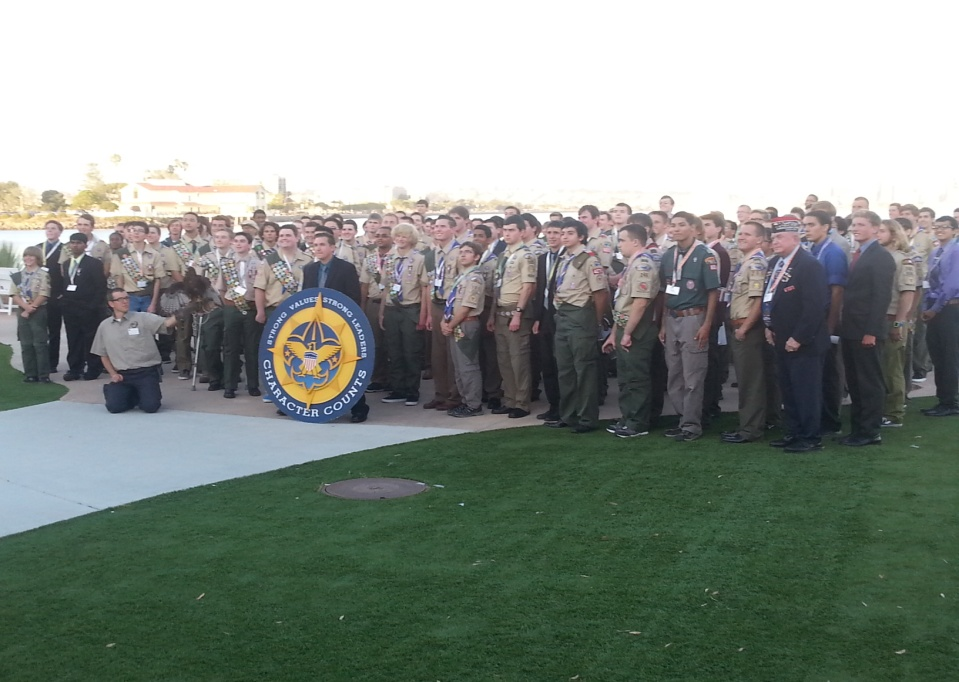 STRONG VALUES STRONG LEADERS
CHARACTER COUNTS